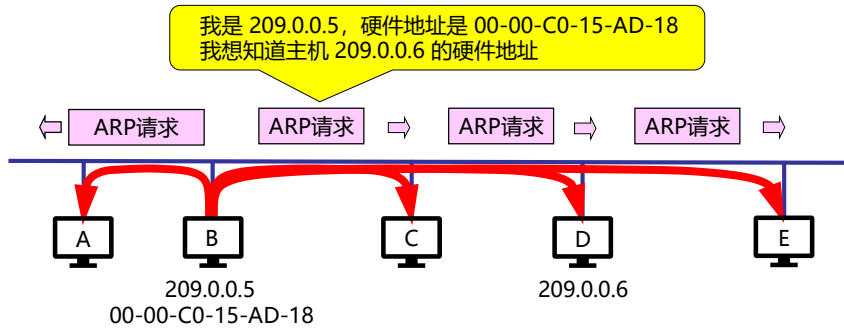 我是 209.0.0.5，硬件地址是 00-00-C0-15-AD-18
我想知道主机 209.0.0.6 的硬件地址
ARP请求
ARP请求
ARP请求
ARP请求
A
B
C
D
E
209.0.0.5
00-00-C0-15-AD-18
209.0.0.6